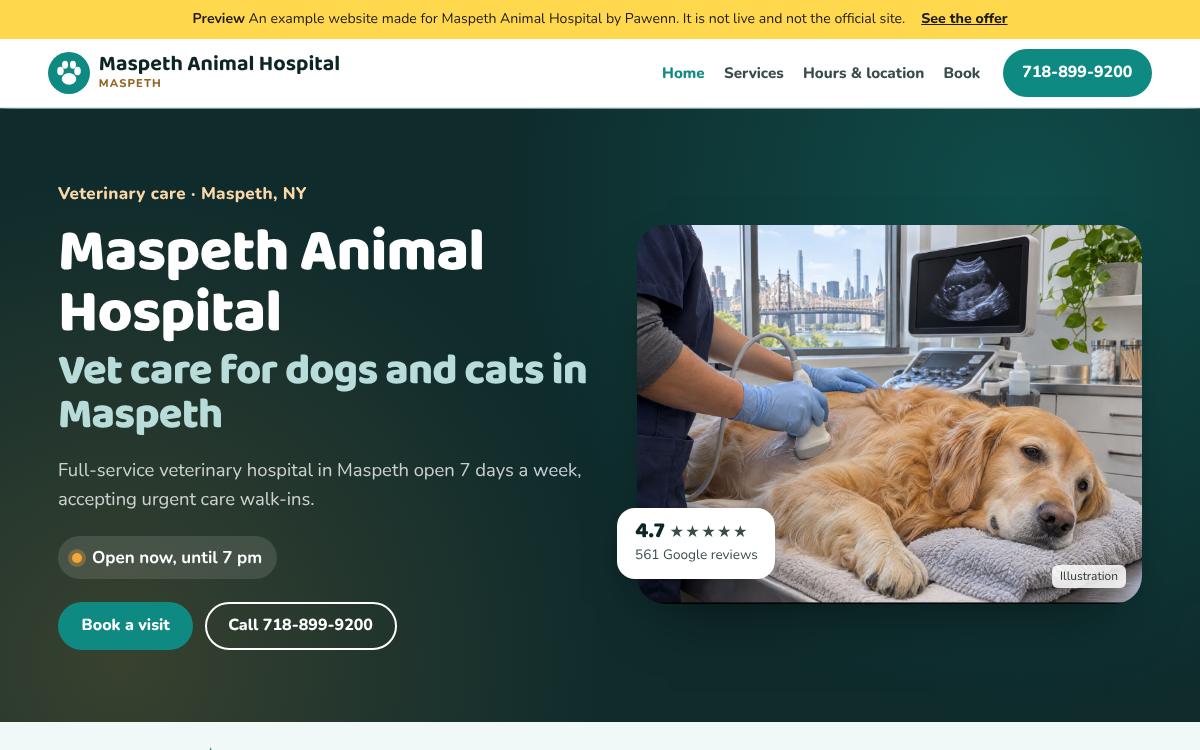 Preview An example website made for Maspeth Animal Hospital by Pawenn. It is not live and not the official site. See the offer
Maspeth Animal Hospital
MASPETH
Home Services Hours & location Book 718-899-9200
Veterinary care · Maspeth, NY
Maspeth Animal
Hospital
Vet care for dogs and cats in
Maspeth
Full-service veterinary hospital in Maspeth open 7 days a week,
accepting urgent care walk-ins.
Open now, until 7 pm
Book a visit Call 718-899-9200
4.7 ★★★★★
561 Google reviews
Illustration